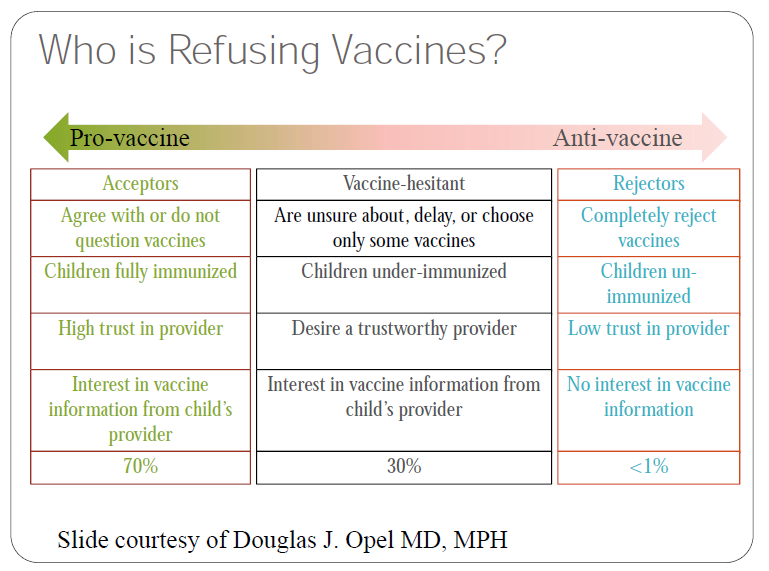 Who is Refusing Vaccines?
Pro-vaccine
Anti-vaccine
Acceptors
Vaccine-hesitant
Rejectors
Agree with or do not
question vaccines
Are unsure about, delay, or choose
only some vaccines
Completely reject
vaccines
Children fully immunized
Children under-immunized
Children un-
immunized
High trust in provider
Desire a trustworthy provider
Low trust in provider
Interest in vaccine
information from child's
provider
Interest in vaccine information from
child's provider
No interest in vaccine
information
70%
30%
<1%
Slide courtesy of Douglas J. Opel MD, MPH